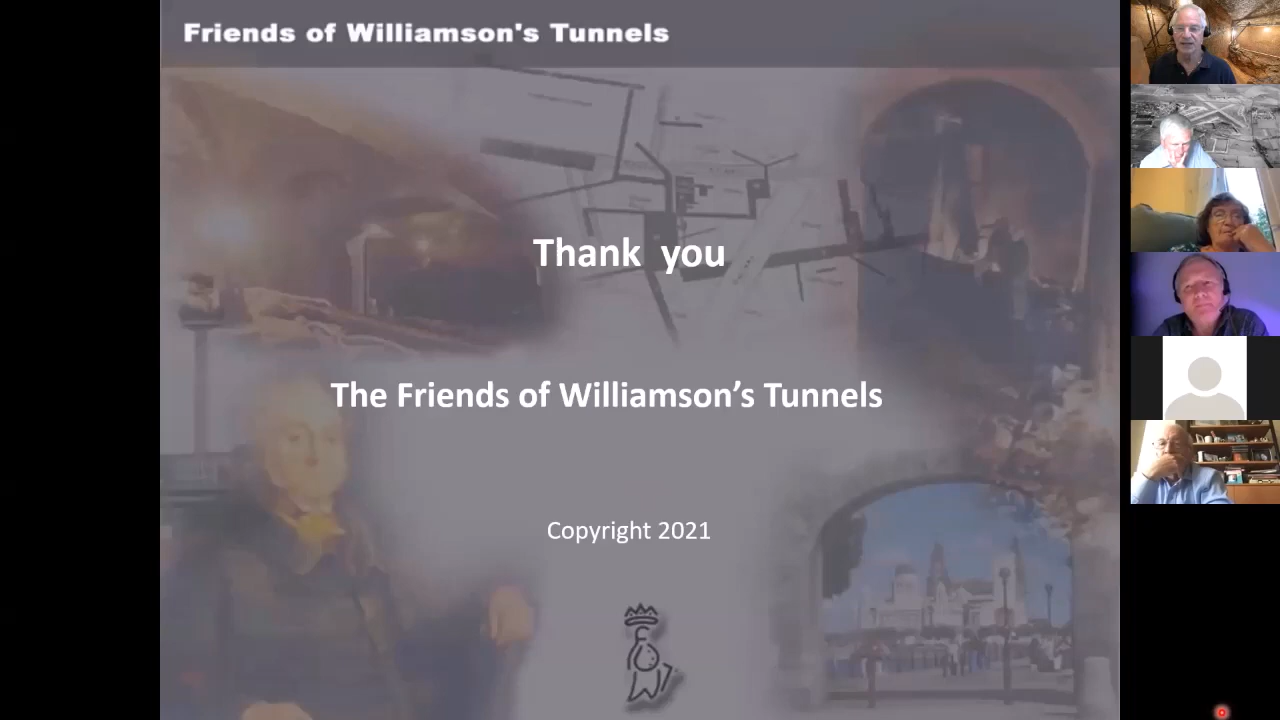 Friends of Williamson's Tunnels
Thank  you
The Friends of Williamson’s Tunnels
Copyright 2021